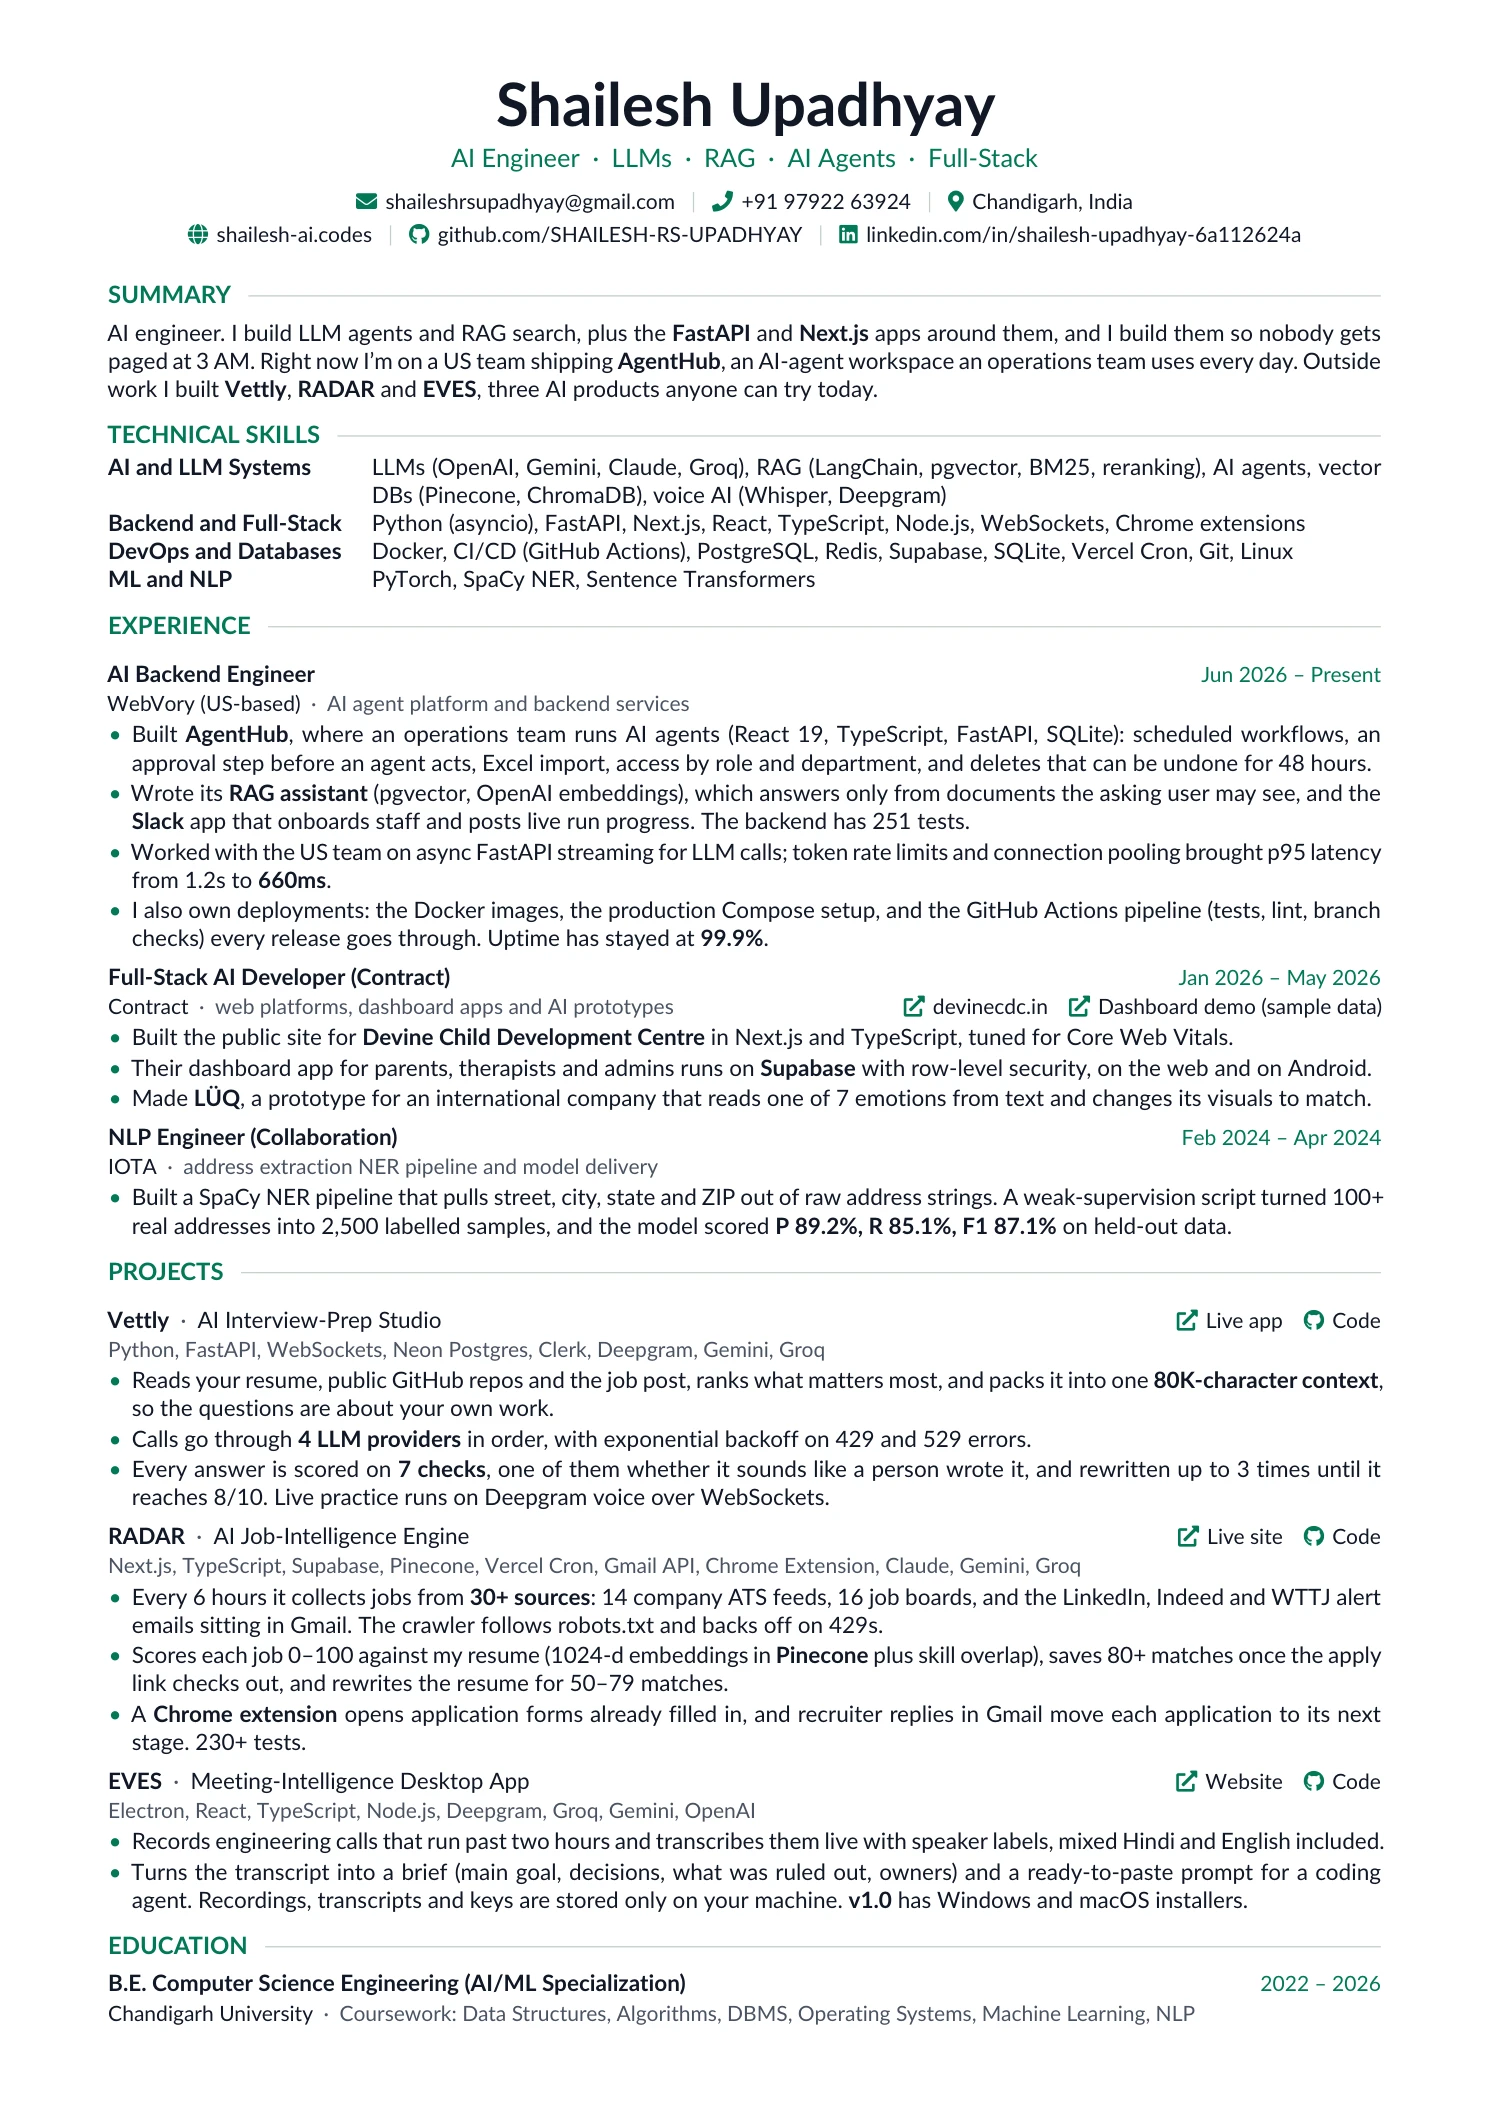 Shailesh Upadhyay
AI Engineer · LLMs · RAG · AI Agents · Full-Stack
shaileshrsupadhyay@gmail.com | +91 97922 63924 | Chandigarh, India
shailesh-ai.codes | github.com/SHAILESH-RS-UPADHYAY | linkedin.com/in/shailesh-upadhyay-6a112624a
SUMMARY
AI engineer. I build LLM agents and RAG search, plus the FastAPI and Next.js apps around them, and I build them so nobody gets
paged at 3 AM. Right now I'm on a US team shipping AgentHub, an AI-agent workspace an operations team uses every day. Outside
work I built Vettly, RADAR and EVES, three AI products anyone can try today.
TECHNICAL SKILLS
AI and LLM Systems LLMs (OpenAI, Gemini, Claude, Groq), RAG (LangChain, pgvector, BM25, reranking), AI agents, vector
DBs (Pinecone, ChromaDB), voice AI (Whisper, Deepgram)
Backend and Full-Stack Python (asyncio), FastAPI, Next.js, React, TypeScript, Node.js, WebSockets, Chrome extensions
DevOps and Databases Docker, CI/CD (GitHub Actions), PostgreSQL, Redis, Supabase, SQLite, Vercel Cron, Git, Linux
ML and NLP PyTorch, SpaCy NER, Sentence Transformers
EXPERIENCE
AI Backend Engineer Jun 2026 – Present
WebVory (US-based) · AI agent platform and backend services
• Built AgentHub, where an operations team runs AI agents (React 19, TypeScript, FastAPI, SQLite): scheduled workflows, an
approval step before an agent acts, Excel import, access by role and department, and deletes that can be undone for 48 hours.
• Wrote its RAG assistant (pgvector, OpenAI embeddings), which answers only from documents the asking user may see, and the
Slack app that onboards staff and posts live run progress. The backend has 251 tests.
• Worked with the US team on async FastAPI streaming for LLM calls; token rate limits and connection pooling brought p95 latency
from 1.2s to 660ms.
• I also own deployments: the Docker images, the production Compose setup, and the GitHub Actions pipeline (tests, lint, branch
checks) every release goes through. Uptime has stayed at 99.9%.
Full-Stack AI Developer (Contract) Jan 2026 – May 2026
Contract · web platforms, dashboard apps and AI prototypes devinecdc.in Dashboard demo (sample data)
• Built the public site for Devine Child Development Centre in Next.js and TypeScript, tuned for Core Web Vitals.
• Their dashboard app for parents, therapists and admins runs on Supabase with row-level security, on the web and on Android.
• Made LÜQ, a prototype for an international company that reads one of 7 emotions from text and changes its visuals to match.
NLP Engineer (Collaboration) Feb 2024 – Apr 2024
IOTA · address extraction NER pipeline and model delivery
• Built a SpaCy NER pipeline that pulls street, city, state and ZIP out of raw address strings. A weak-supervision script turned 100+
real addresses into 2,500 labelled samples, and the model scored P 89.2%, R 85.1%, F1 87.1% on held-out data.
PROJECTS
Vettly · AI Interview-Prep Studio Live app Code
Python, FastAPI, WebSockets, Neon Postgres, Clerk, Deepgram, Gemini, Groq
• Reads your resume, public GitHub repos and the job post, ranks what matters most, and packs it into one 80K-character context,
so the questions are about your own work.
• Calls go through 4 LLM providers in order, with exponential backoff on 429 and 529 errors.
• Every answer is scored on 7 checks, one of them whether it sounds like a person wrote it, and rewritten up to 3 times until it
reaches 8/10. Live practice runs on Deepgram voice over WebSockets.
RADAR · AI Job-Intelligence Engine Live site Code
Next.js, TypeScript, Supabase, Pinecone, Vercel Cron, Gmail API, Chrome Extension, Claude, Gemini, Groq
• Every 6 hours it collects jobs from 30+ sources: 14 company ATS feeds, 16 job boards, and the LinkedIn, Indeed and WTTJ alert
emails sitting in Gmail. The crawler follows robots.txt and backs off on 429s.
• Scores each job 0–100 against my resume (1024-d embeddings in Pinecone plus skill overlap), saves 80+ matches once the apply
link checks out, and rewrites the resume for 50–79 matches.
• A Chrome extension opens application forms already filled in, and recruiter replies in Gmail move each application to its next
stage. 230+ tests.
EVES · Meeting-Intelligence Desktop App Website Code
Electron, React, TypeScript, Node.js, Deepgram, Groq, Gemini, OpenAI
• Records engineering calls that run past two hours and transcribes them live with speaker labels, mixed Hindi and English included.
• Turns the transcript into a brief (main goal, decisions, what was ruled out, owners) and a ready-to-paste prompt for a coding
agent. Recordings, transcripts and keys are stored only on your machine. v1.0 has Windows and macOS installers.
EDUCATION
B.E. Computer Science Engineering (AI/ML Specialization) 2022 – 2026
Chandigarh University · Coursework: Data Structures, Algorithms, DBMS, Operating Systems, Machine Learning, NLP